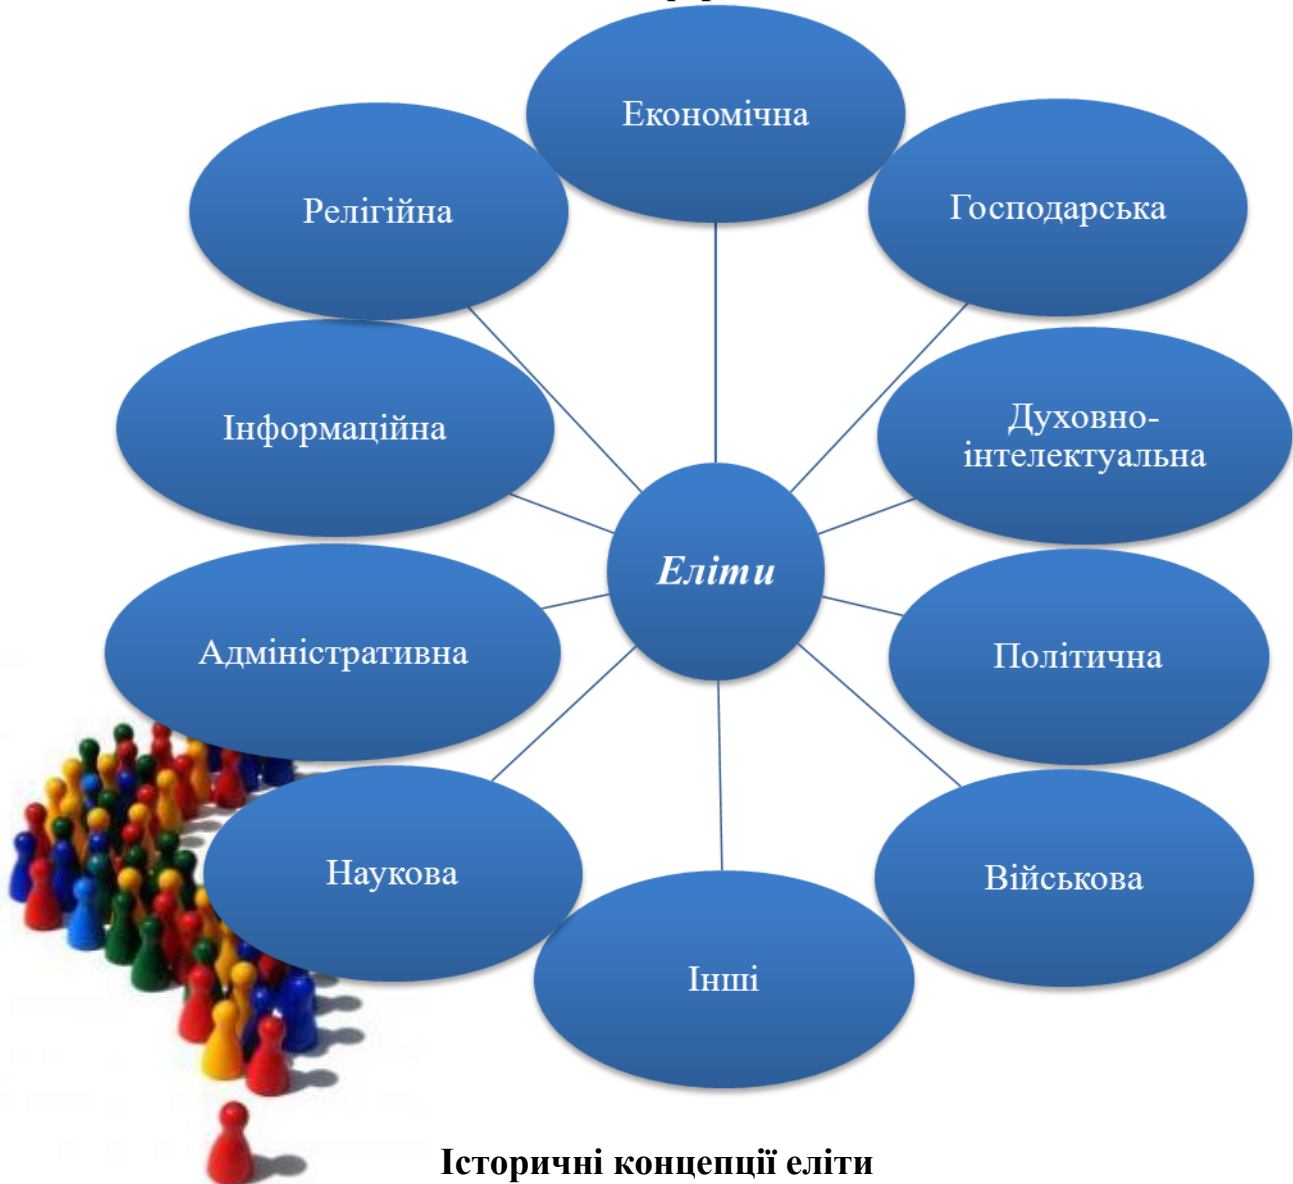 Економічна
Господарська
Релігійна
Духовно-
інтелектуальна
Інформаційна
Еліти
Політична
Адміністративна
Військова
Наукова
Інші
Історичні концепції еліти